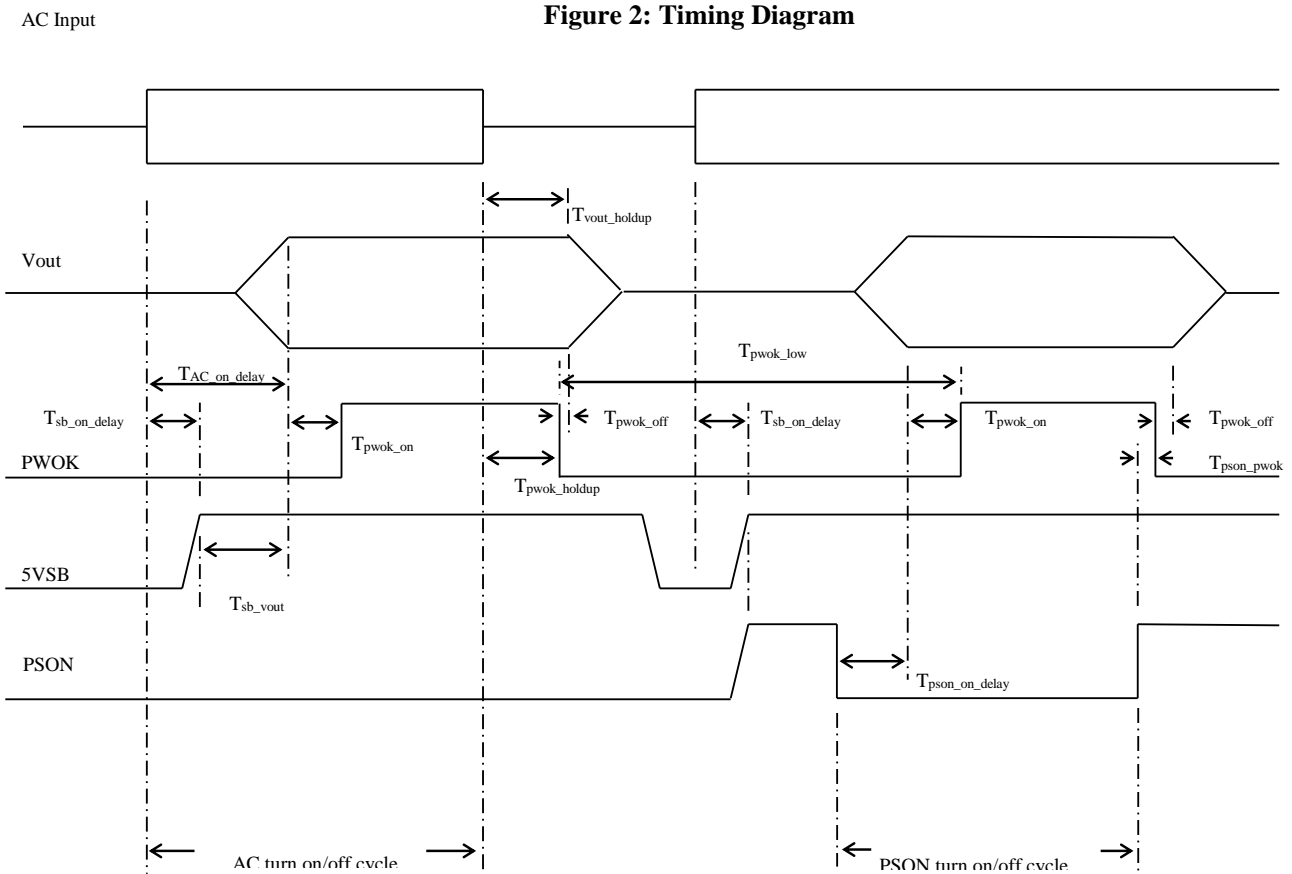 AC Input
Figure 2: Timing Diagram
Tvout_holdup
Vout
Tpwok_low
TAC_on_delay
Tsb_on_delay
Tpwok_on
Tpwok_off
Tsb_on_delay
Tpwok_on
Tpwok_off
PWOK
Tpwok_holdup
Tpson_pwok
5VSB
Tsb_vout
PSON
Tpson_on_delay
AC turn on/off cycle
PSON turn on/off cycle